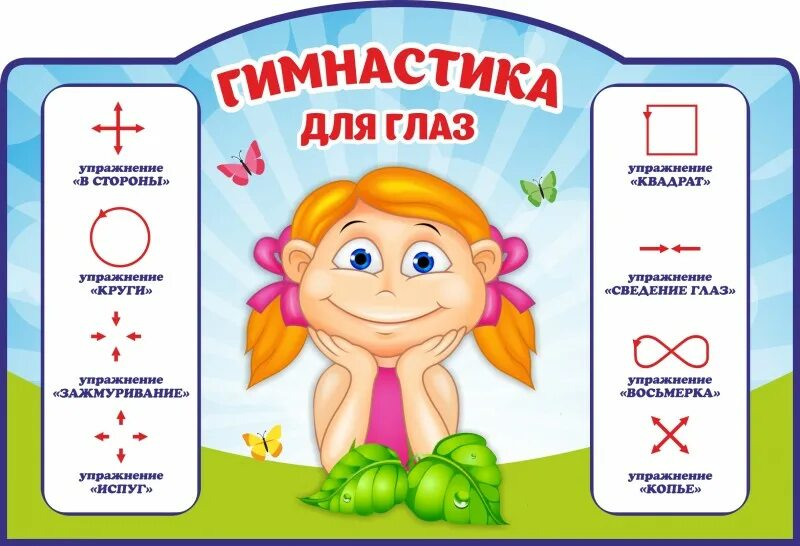 ГИМНАСТИКА
ДЛЯ ГЛАЗ
упражнение
«В СТОРОНЫ»
упражнение
«КРУГИ»
упражнение
«ЗАЖМУРИВАНИЕ»
упражнение
«ИСПУГ»
упражнение
«КВАДРАТ»
упражнение
«СВЕДЕНИЕ ГЛАЗ»
упражнение
«ВОСЬМЕРКА»
упражнение
«КОПЬЕ»